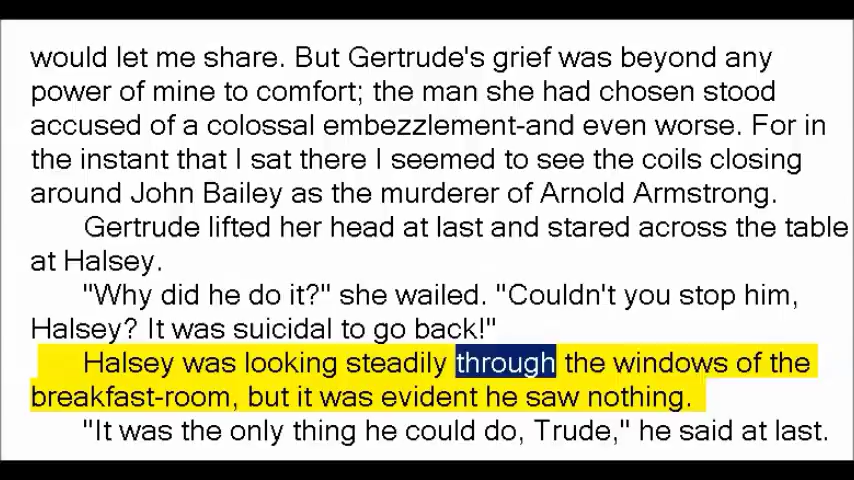 would let me share. But Gertrude's grief was beyond any
power of mine to comfort; the man she had chosen stood
accused of a colossal embezzlement-and even worse. For in
the instant that I sat there I seemed to see the coils closing
around John Bailey as the murderer of Arnold Armstrong.
Gertrude lifted her head at last and stared across the table
at Halsey.
"Why did he do it?" she wailed. "Couldn't you stop him,
Halsey? It was suicidal to go back!"
Halsey was looking steadily through the windows of the
breakfast-room, but it was evident he saw nothing.
"It was the only thing he could do, Trude," he said at last.